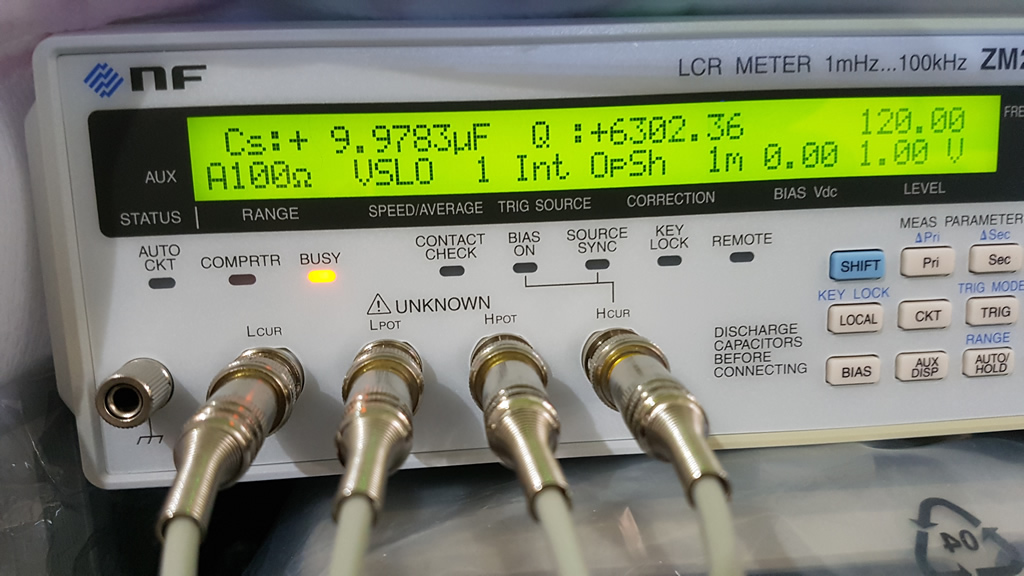 NF
LCR METER 1mHz...100kHz ZM2
Cs:+ 9.9783µF Q :+6302.36 120.00
A100Ω VSLO 1 Int OpSh 1m 0.00 1.00 V
FRE
AUX
STATUS RANGE SPEED/AVERAGE TRIG SOURCE CORRECTION BIAS Vdc LEVEL
AUTO CKT
COMPRTR
BUSY
CONTACT CHECK
BIAS ON
SOURCE SYNC
KEY LOCK
REMOTE
MEAS PARAMETER
ΔPri ΔSec
SHIFT Pri Sec
KEY LOCK TRIG MODE
LOCAL CKT TRIG
RANGE
BIAS AUX DISP AUTO/ HOLD
UNKNOWN
LCUR LPOT HPOT HCUR
DISCHARGE
CAPACITORS
BEFORE
CONNECTING
04